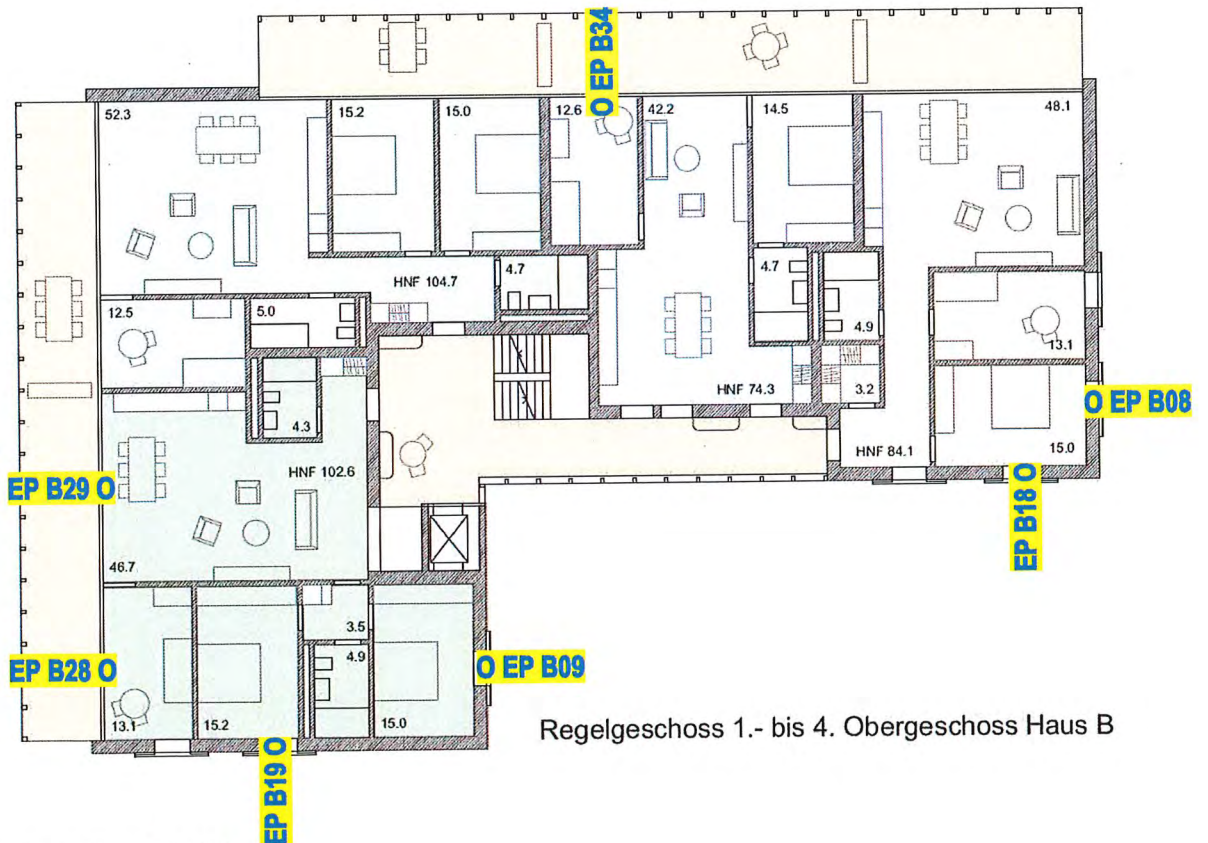 O EP B34
52.3
15.2
15.0
12.6
42.2
14.5
48.1
HNF 104.7
4.7
4.7
4.9
12.5
5.0
13.1
4.3
HNF 74.3
3.2
O EP B08
HNF 102.6
HNF 84.1
15.0
EP B29 O
EP B18 O
46.7
3.5
4.9
EP B28 O
O EP B09
13.1
15.2
15.0
Regelgeschoss 1.- bis 4. Obergeschoss Haus B
EP B19 O